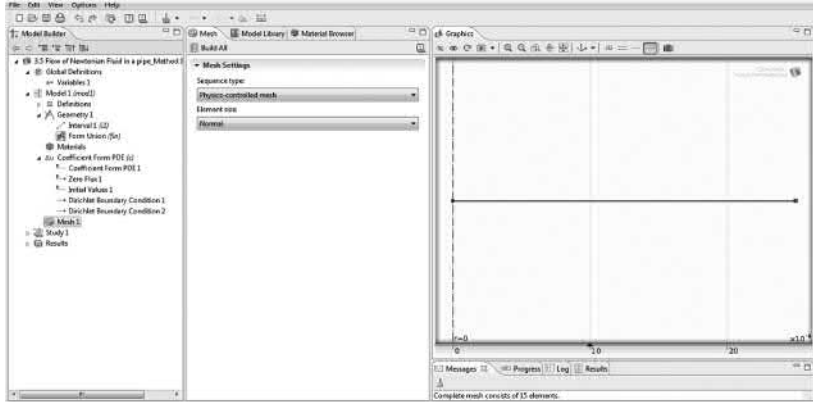 File Edit View Options Help
Model Builder
3.5 Flow of Newtonian Fluid in a pipe_Method
Global Definitions
Variables 1
Model 1 (mod1)
Definitions
Geometry 1
Interval 1 (i1)
Form Union (fin)
Materials
Coefficient Form PDE (c)
Coefficient Form PDE 1
Zero Flux 1
Initial Values 1
Dirichlet Boundary Condition 1
Dirichlet Boundary Condition 2
Mesh 1
Study 1
Results
Mesh Model Library Material Browser
Build All
Mesh Settings
Sequence type:
Physics-controlled mesh
Element size
Normal
Graphics
r=0
0 10 20
Messages Progress Log Results
Complete mesh consists of 15 elements.